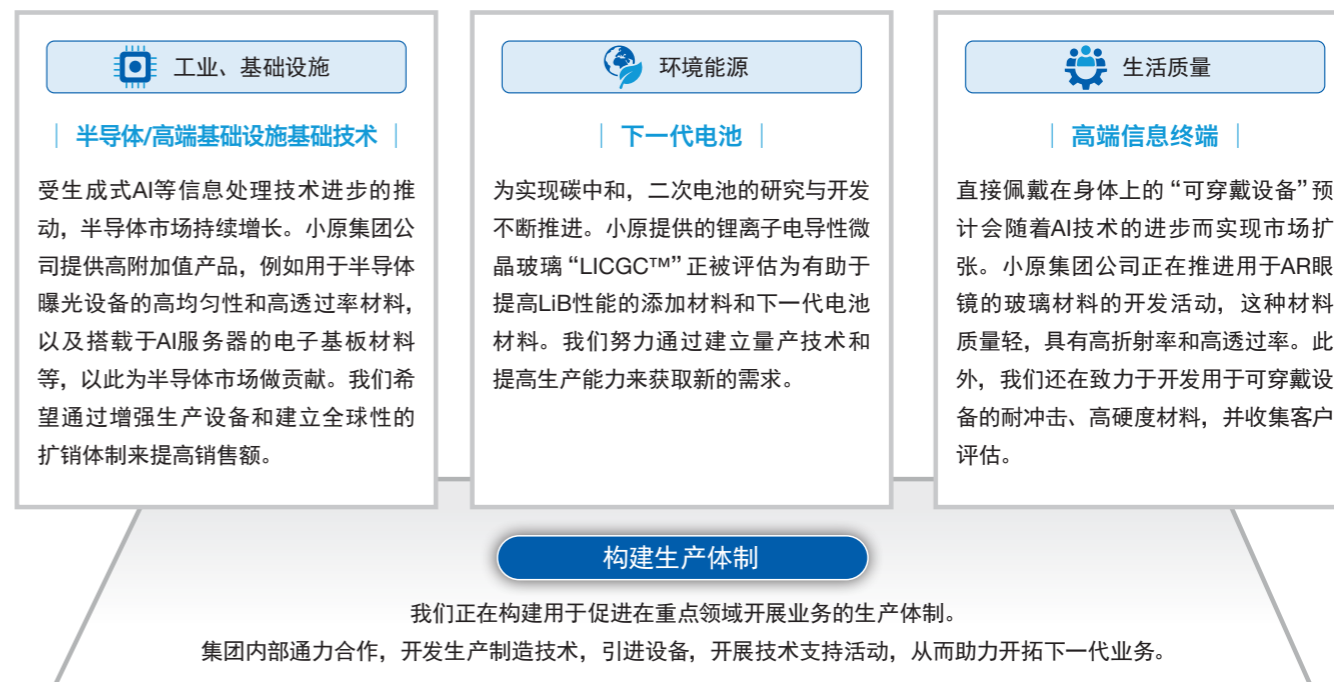 工业、基础设施
半导体/高端基础设施基础技术
受生成式AI等信息处理技术进步的推
动，半导体市场持续增长。小原集团公
司提供高附加值产品，例如用于半导体
曝光设备的高均匀性和高透过率材料，
以及搭载于AI服务器的电子基板材料
等，以此为半导体市场做贡献。我们希
望通过增强生产设备和建立全球性的
扩销体制来提高销售额。
环境能源
下一代电池
为实现碳中和，二次电池的研究与开发
不断推进。小原提供的锂离子电导性微
晶玻璃“LICGC™”正被评估为有助于
提高LiB性能的添加材料和下一代电池
材料。我们努力通过建立量产技术和
提高生产能力来获取新的需求。
生活质量
高端信息终端
直接佩戴在身体上的“可穿戴设备”预
计会随着AI技术的进步而实现市场扩
张。小原集团公司正在推进用于AR眼
镜的玻璃材料的开发活动，这种材料
质量轻，具有高折射率和高透过率。此
外，我们还在致力于开发用于可穿戴设
备的耐冲击、高硬度材料，并收集客户
评估。
构建生产体制
我们正在构建用于促进在重点领域开展业务的生产体制。
集团内部通力合作，开发生产制造技术，引进设备，开展技术支持活动，从而助力开拓下一代业务。